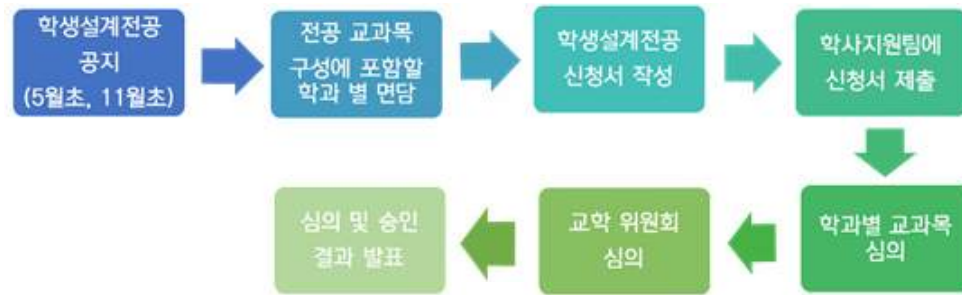 학생설계전공
공지
(5월초, 11월초)
전공 교과목
구성에 포함할
학과 별 면담
학생설계전공
신청서 작성
학사지원팀에
신청서 제출
학과별 교과목
심의
교학 위원회
심의
심의 및 승인
결과 발표